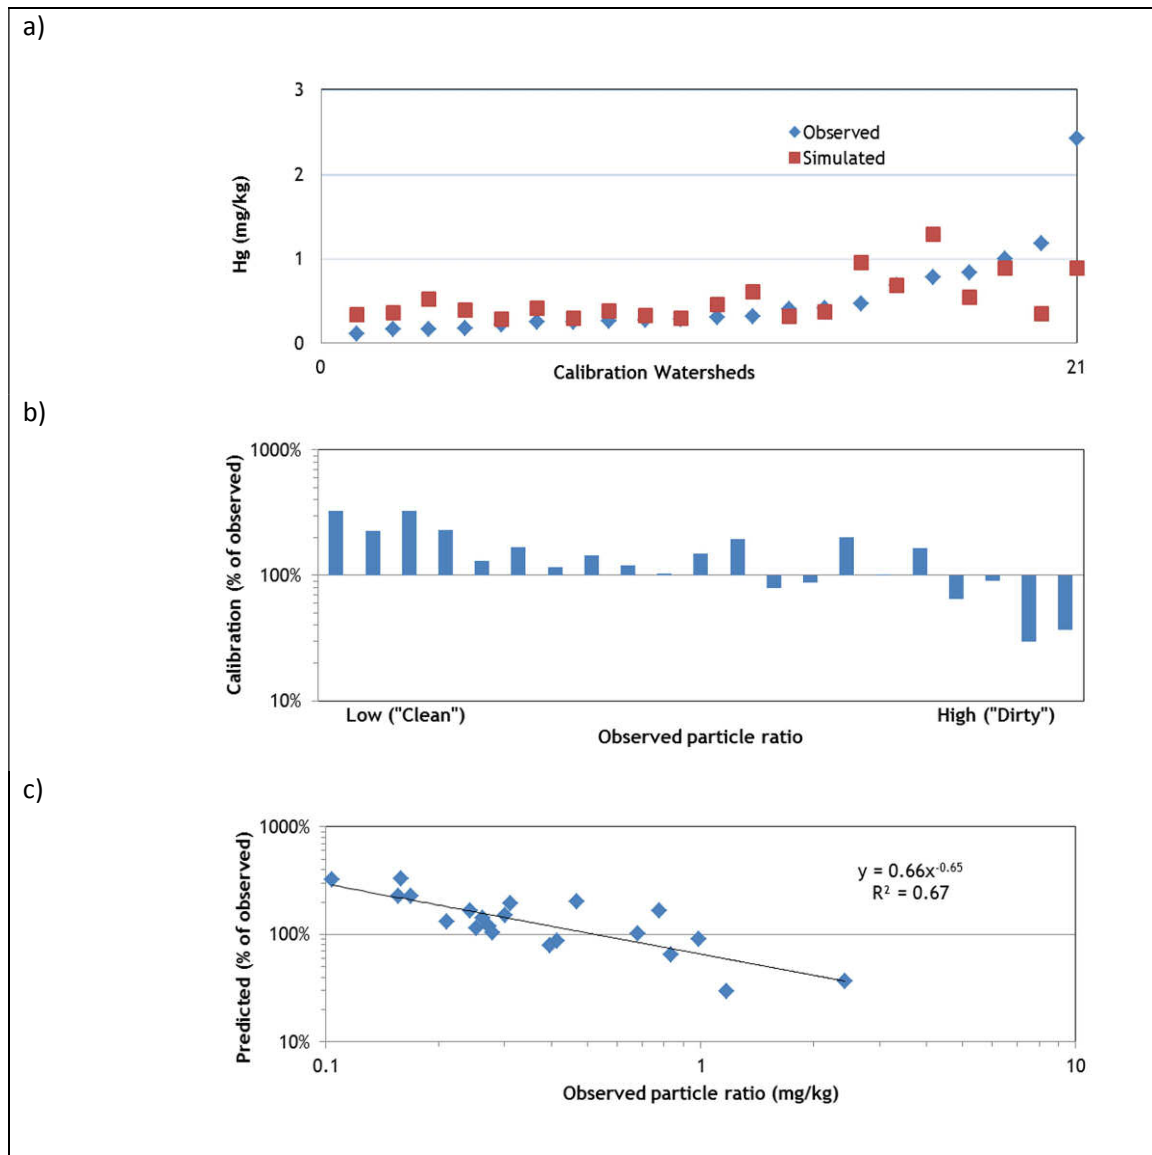 a)
3
Observed
Simulated
2
Hg (mg/kg)
1
0
0
21
Calibration Watersheds
b)
1000%
Calibration (% of observed)
100%
10%
Low ("Clean")
High ("Dirty")
Observed particle ratio
c)
1000%
y = 0.66x^-0.65
R² = 0.67
Predicted (% of observed)
100%
10%
0.1
1
10
Observed particle ratio (mg/kg)